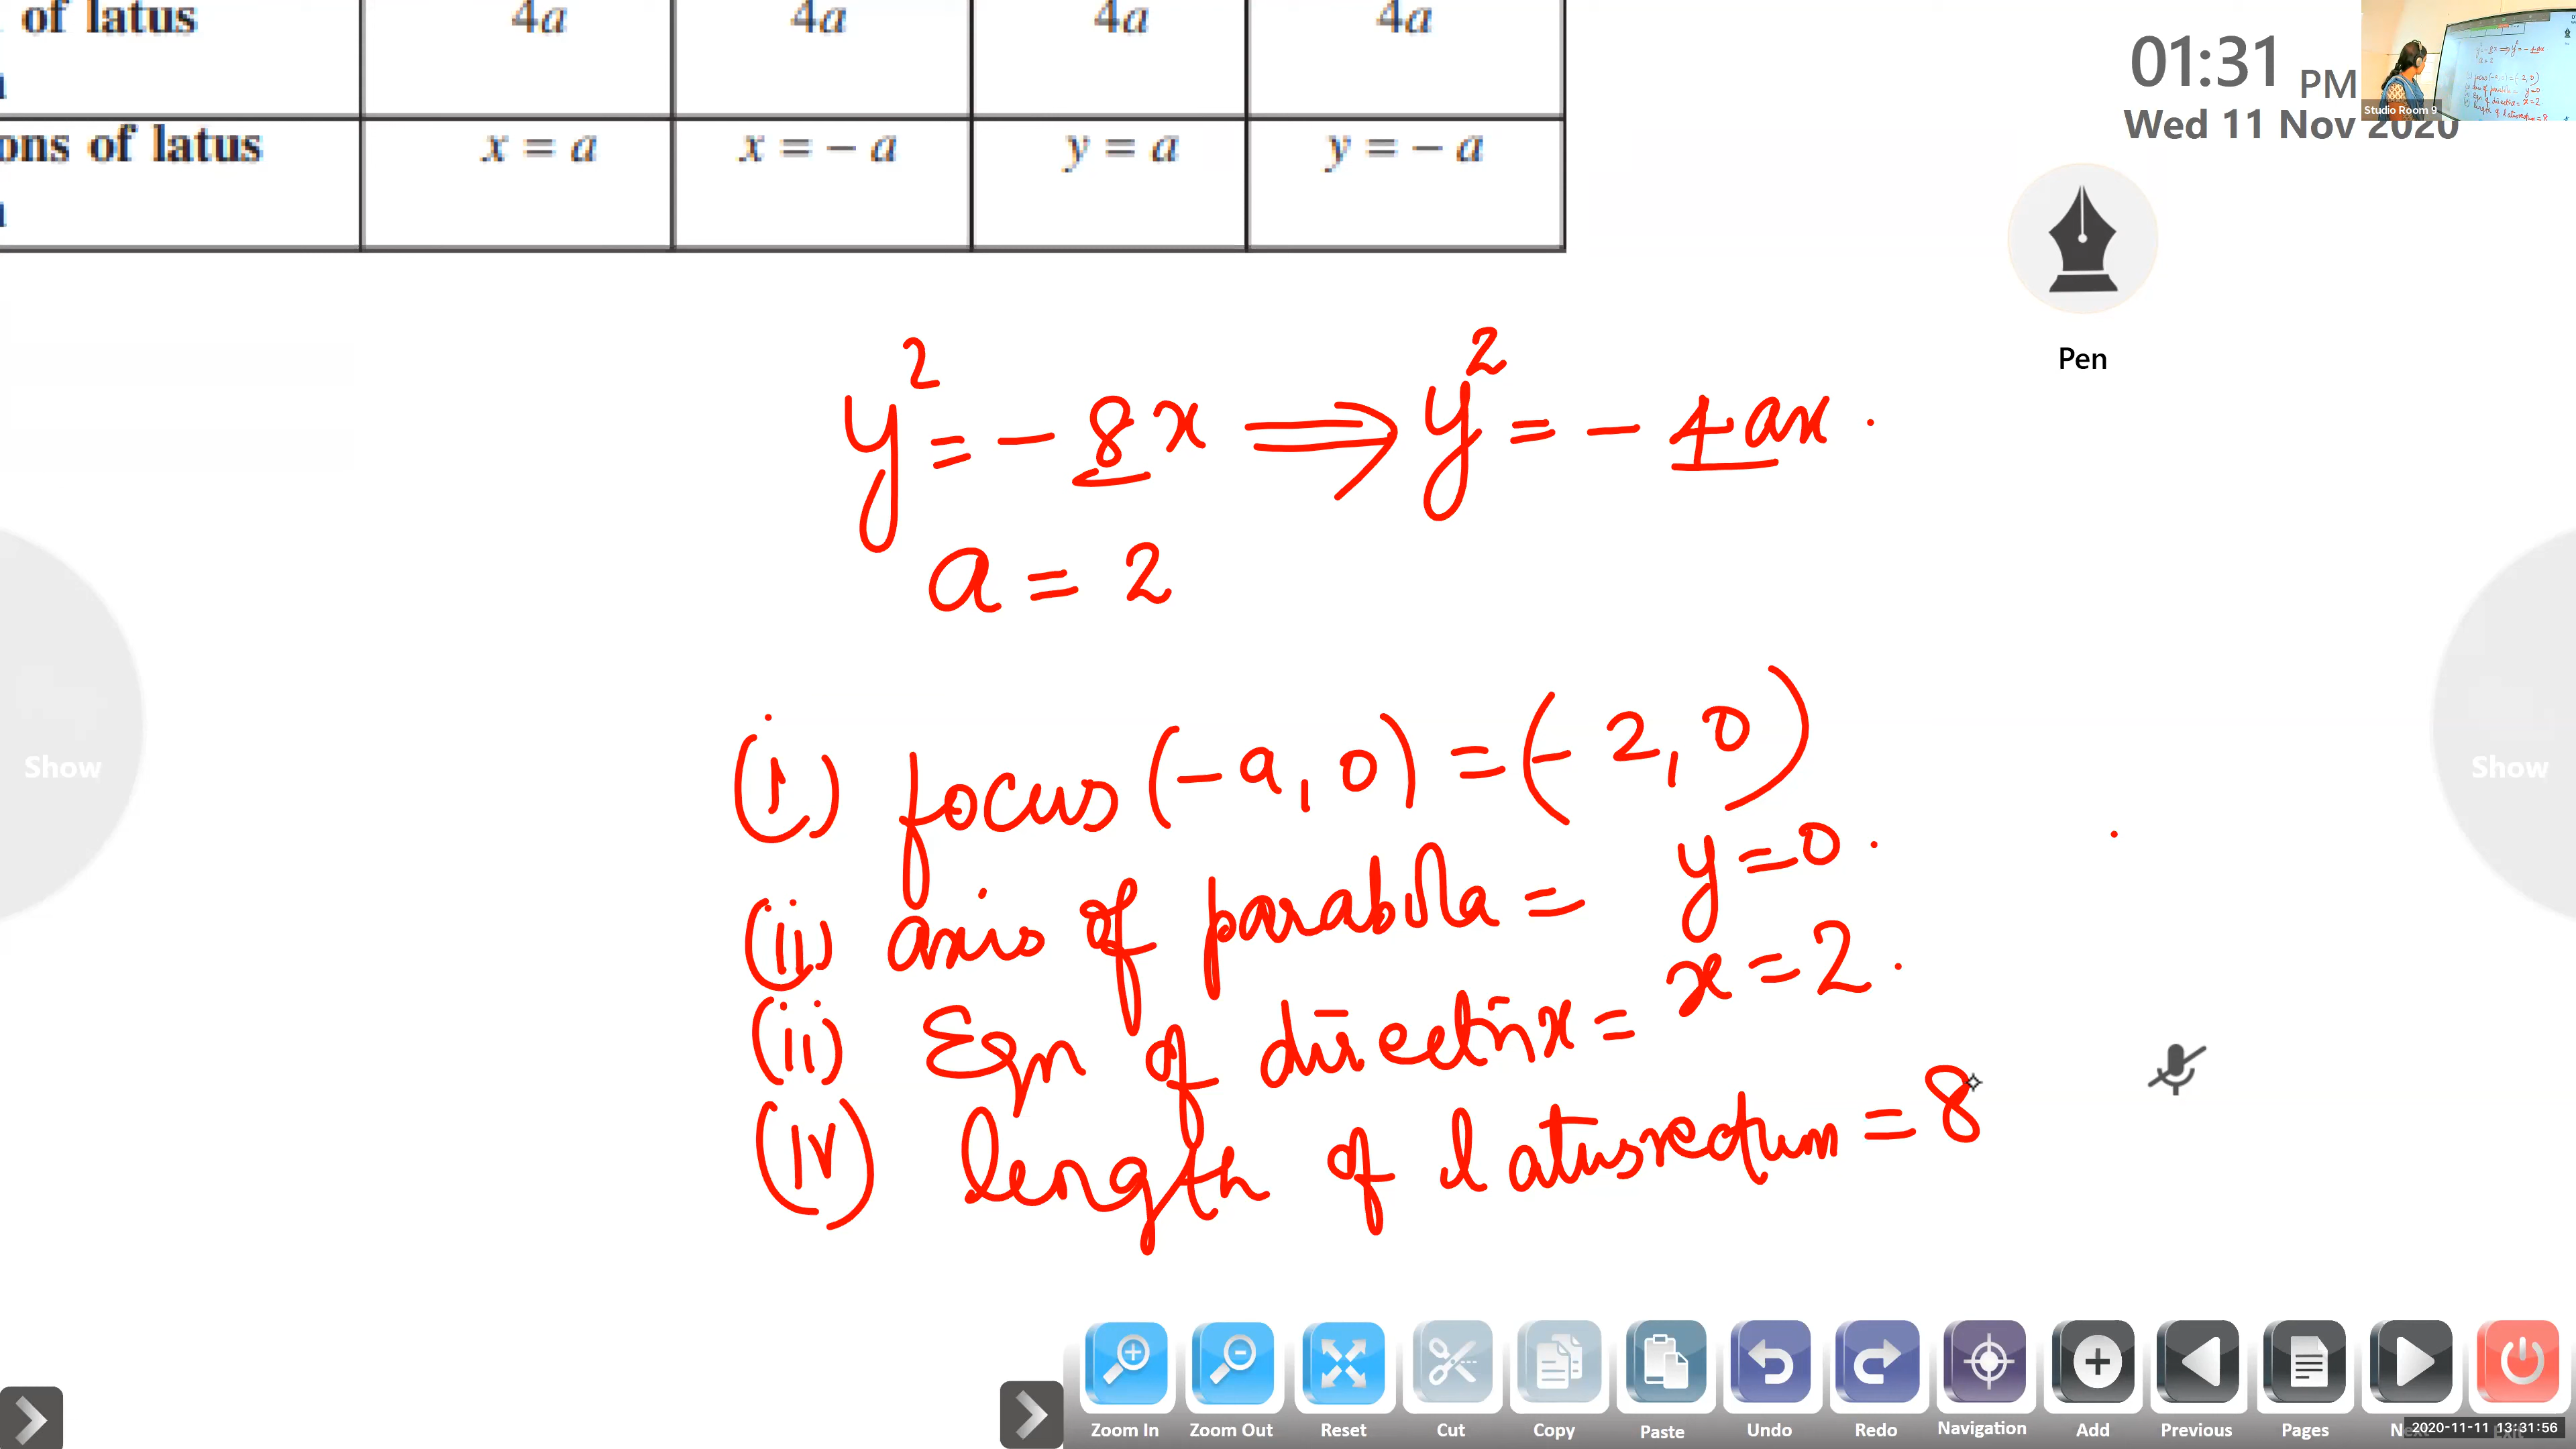 of latus 4a 4a 4a 4a
ons of latus x = a x = − a y = a y = − a
01:31 PM
Wed 11 Nov 2020
Studio Room 9
Pen
y² = - 8x ⟹ y² = - 4ax.
a = 2
(i) focus (-a, 0) = (-2, 0)
(ii) axis of parabola = y = 0.
(ii) Eqn of directrix = x = 2.
(iv) length of latusrectum = 8
Show
Show
Zoom In Zoom Out Reset Cut Copy Paste Undo Redo Navigation Add Previous Pages
2020-11-11 13:31:56